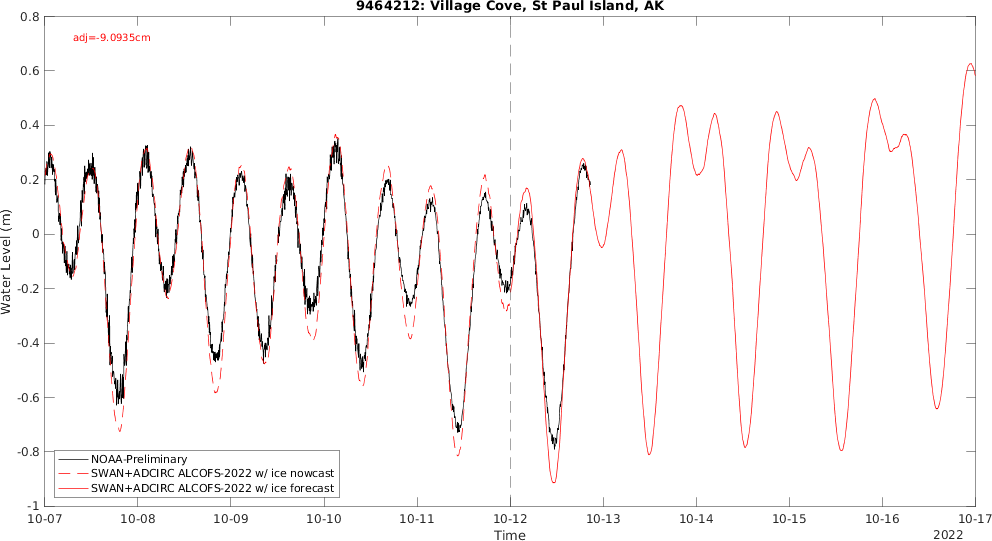 9464212: Village Cove, St Paul Island, AK
adj=-9.0935cm
Water Level (m)
0.8
0.6
0.4
0.2
0
-0.2
-0.4
-0.6
-0.8
-1
NOAA-Preliminary
SWAN+ADCIRC ALCOFS-2022 w/ ice nowcast
SWAN+ADCIRC ALCOFS-2022 w/ ice forecast
10-07 10-08 10-09 10-10 10-11 10-12 10-13 10-14 10-15 10-16 10-17
Time
2022